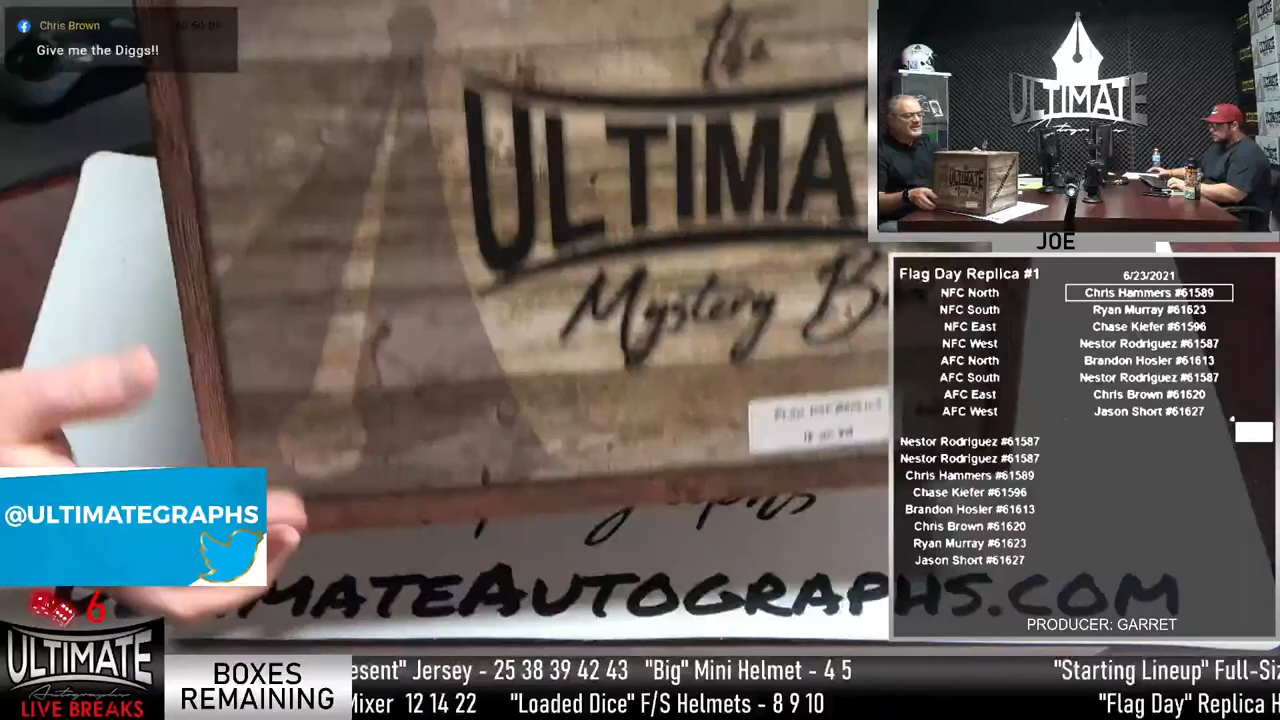 Chris Brown
Give me the Diggs!!
The
ULTIMA
Mystery B
ULTIMATE
ULTIMATE
JOE
Flag Day Replica #1 6/23/2021
NFC North Chris Hammers #61589
NFC South Ryan Murray #61623
NFC East Chase Kiefer #61596
NFC West Nestor Rodriguez #61587
AFC North Brandon Hosler #61613
AFC South Nestor Rodriguez #61587
AFC East Chris Brown #61620
AFC West Jason Short #61627
Nestor Rodriguez #61587
Nestor Rodriguez #61587
Chris Hammers #61589
Chase Kiefer #61596
Brandon Hosler #61613
Chris Brown #61620
Ryan Murray #61623
Jason Short #61627
PRODUCER: GARRET
@ULTIMATEGRAPHS
IMATEAUTOGRAPHS.COM
6
ULTIMATE
Autographs
LIVE BREAKS
BOXES
REMAINING
esent" Jersey - 25 38 39 42 43 "Big" Mini Helmet - 4 5 "Starting Lineup" Full-Siz
Mixer 12 14 22 "Loaded Dice" F/S Helmets - 8 9 10 "Flag Day" Replica H